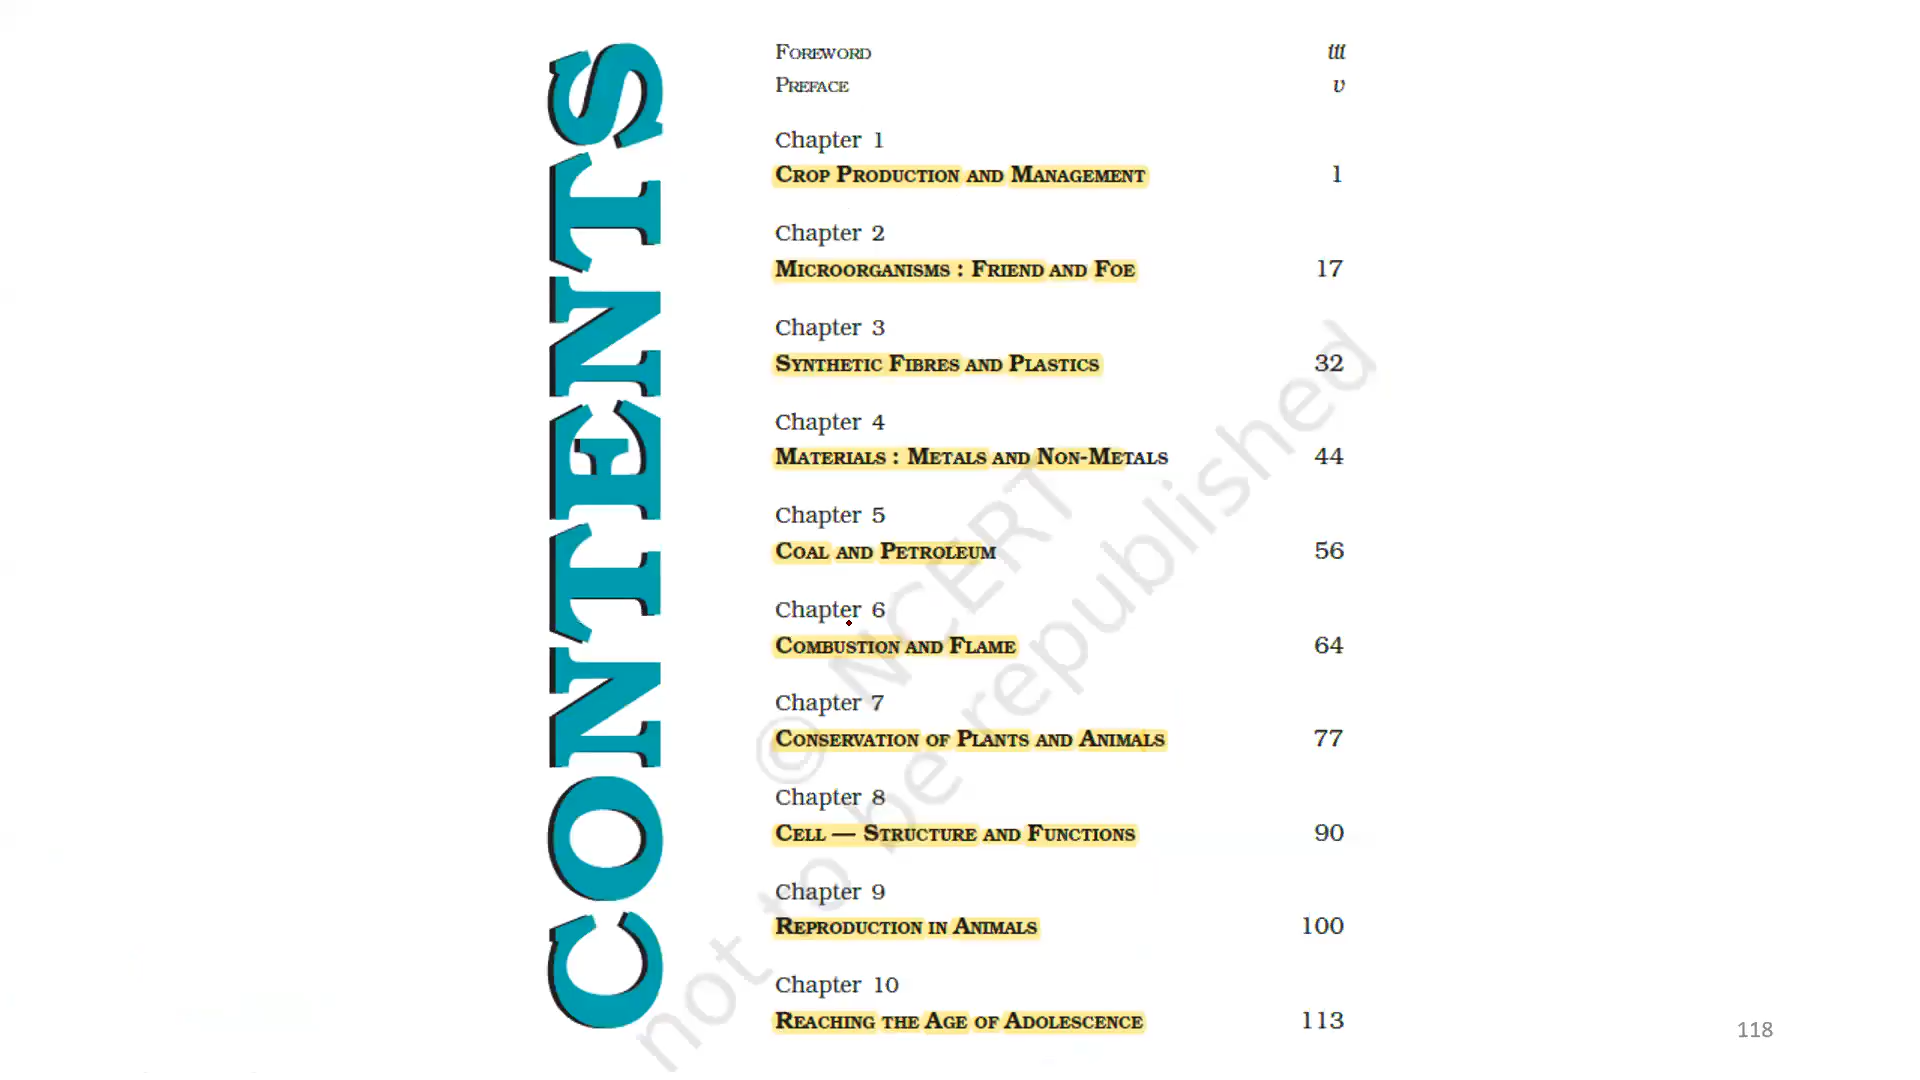 CONTENTS
FOREWORD iii
PREFACE v
Chapter 1
CROP PRODUCTION AND MANAGEMENT 1
Chapter 2
MICROORGANISMS : FRIEND AND FOE 17
Chapter 3
SYNTHETIC FIBRES AND PLASTICS 32
Chapter 4
MATERIALS : METALS AND NON-METALS 44
Chapter 5
COAL AND PETROLEUM 56
Chapter 6
COMBUSTION AND FLAME 64
Chapter 7
CONSERVATION OF PLANTS AND ANIMALS 77
Chapter 8
CELL — STRUCTURE AND FUNCTIONS 90
Chapter 9
REPRODUCTION IN ANIMALS 100
Chapter 10
REACHING THE AGE OF ADOLESCENCE 113
© NCERT
not to be republished
118